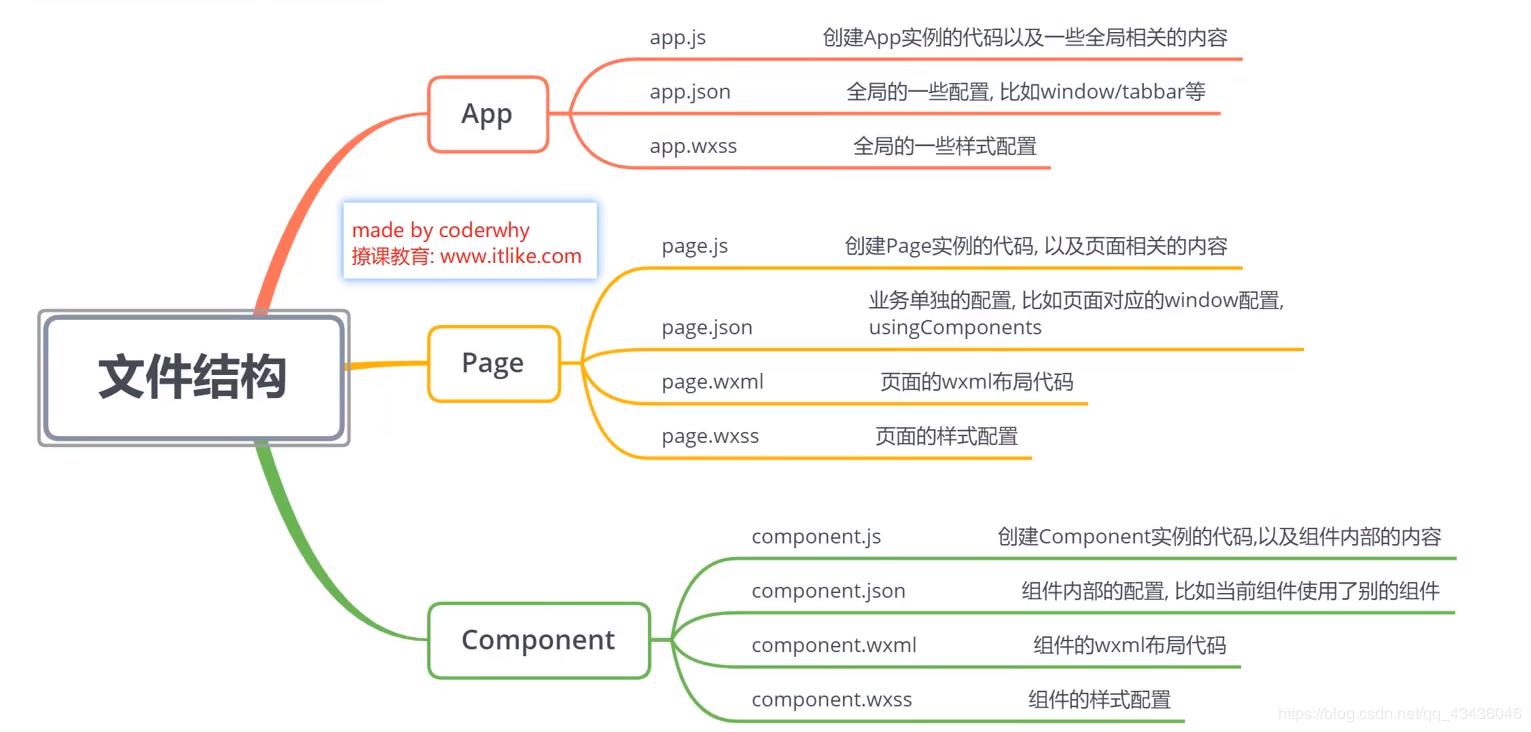 app.js 创建App实例的代码以及一些全局相关的内容
app.json 全局的一些配置, 比如window/tabbar等
App
app.wxss 全局的一些样式配置
made by coderwhy
撩课教育: www.itlike.com
page.js 创建Page实例的代码, 以及页面相关的内容
业务单独的配置, 比如页面对应的window配置,
page.json usingComponents
Page
文件结构
page.wxml 页面的wxml布局代码
page.wxss 页面的样式配置
component.js 创建Component实例的代码,以及组件内部的内容
component.json 组件内部的配置, 比如当前组件使用了别的组件
Component
component.wxml 组件的wxml布局代码
component.wxss 组件的样式配置
https://blog.csdn.net/qq_43436046